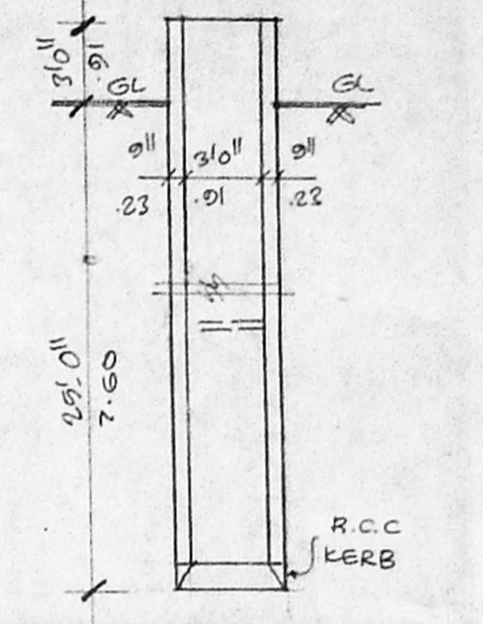 3'0"
.91
GL
GL
9"
3'0"
9"
.23
.91
.23
25'-0"
7.60
R.C.C
KERB